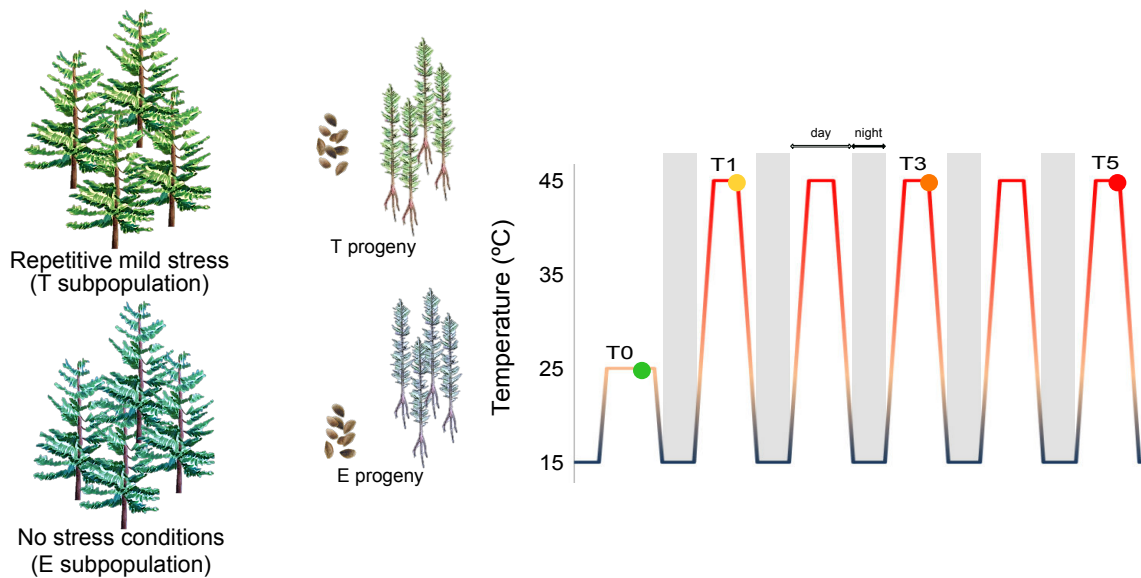 Repetitive mild stress
(T subpopulation)
No stress conditions
(E subpopulation)
T progeny
E progeny
Temperature (ºC)
45
35
25
15
day
night
T0
T1
T3
T5